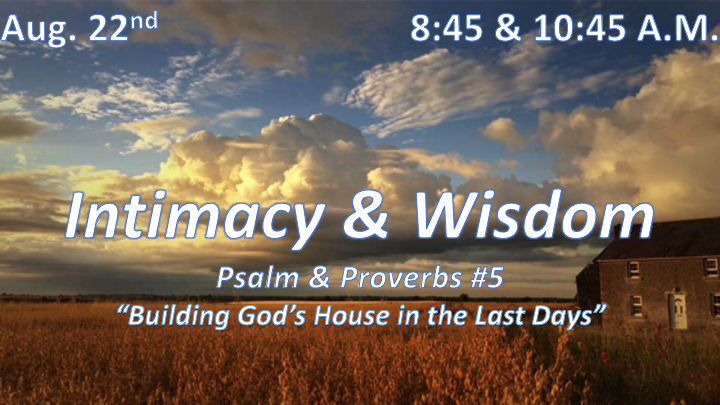 Aug. 22nd
8:45 & 10:45 A.M.
Intimacy & Wisdom
Psalm & Proverbs #5
“Building God’s House in the Last Days”